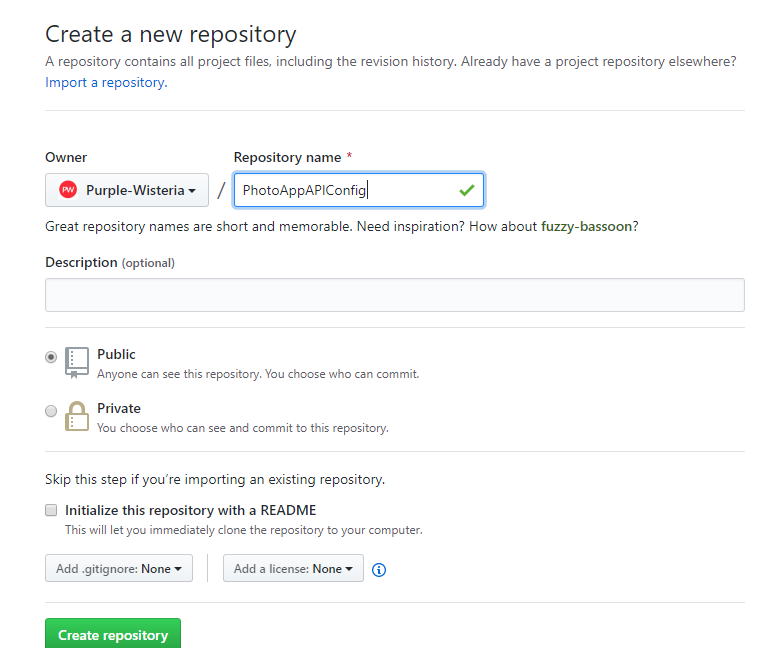 Create a new repository
A repository contains all project files, including the revision history. Already have a project repository elsewhere?
Import a repository.
Owner
Repository name *
PW Purple-Wisteria / PhotoAppAPIConfig
Great repository names are short and memorable. Need inspiration? How about fuzzy-bassoon?
Description (optional)
Public
Anyone can see this repository. You choose who can commit.
Private
You choose who can see and commit to this repository.
Skip this step if you’re importing an existing repository.
Initialize this repository with a README
This will let you immediately clone the repository to your computer.
Add .gitignore: None
Add a license: None
Create repository